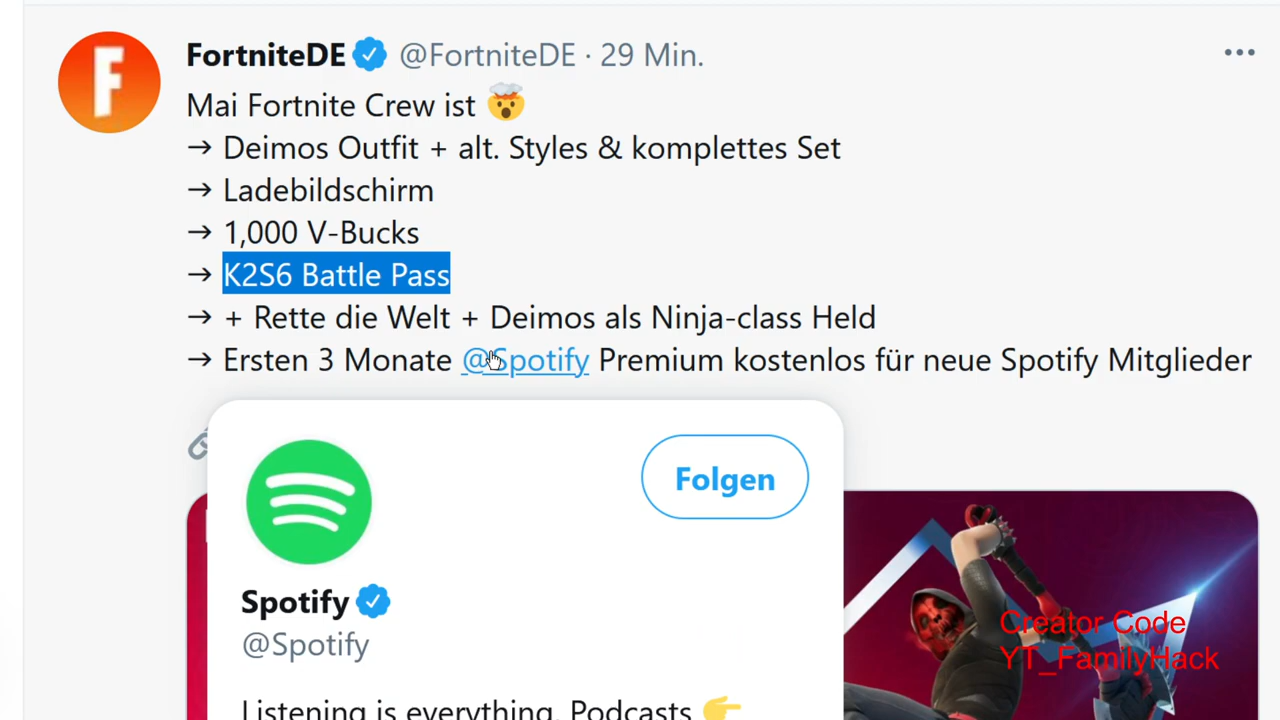 FortniteDE @FortniteDE · 29 Min.
Mai Fortnite Crew ist 🤯
→ Deimos Outfit + alt. Styles & komplettes Set
→ Ladebildschirm
→ 1,000 V-Bucks
→ K2S6 Battle Pass
→ + Rette die Welt + Deimos als Ninja-class Held
→ Ersten 3 Monate @Spotify Premium kostenlos für neue Spotify Mitglieder
Folgen
Spotify
@Spotify
Listening is everything. Podcasts 👉
Creator Code
YT_FamilyHack